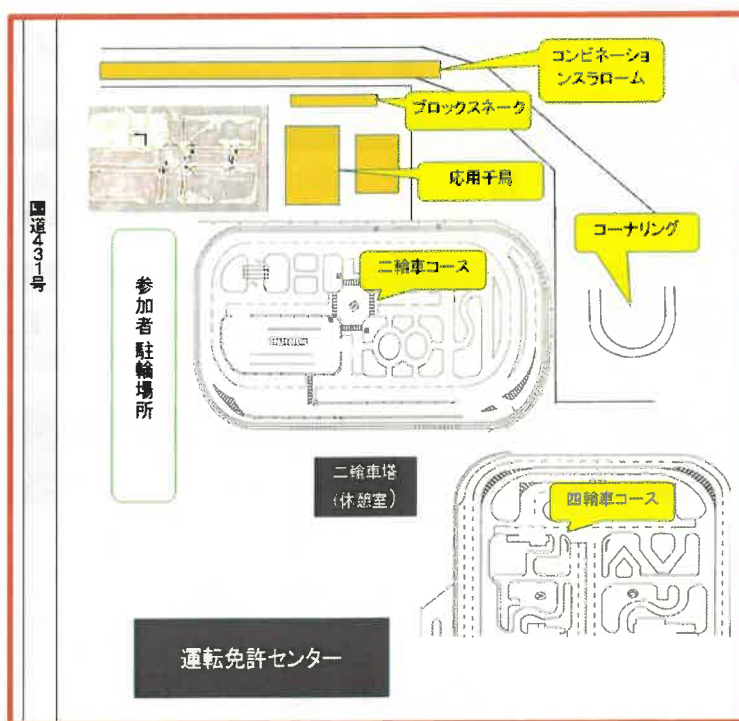 コンビネーショ
ンスラローム
ブロックスネーク
応用千鳥
コーナリング
国道431号
二輪車コース
参加者 駐輪場所
二輪車塔
(休憩室)
四輪車コース
運転免許センター